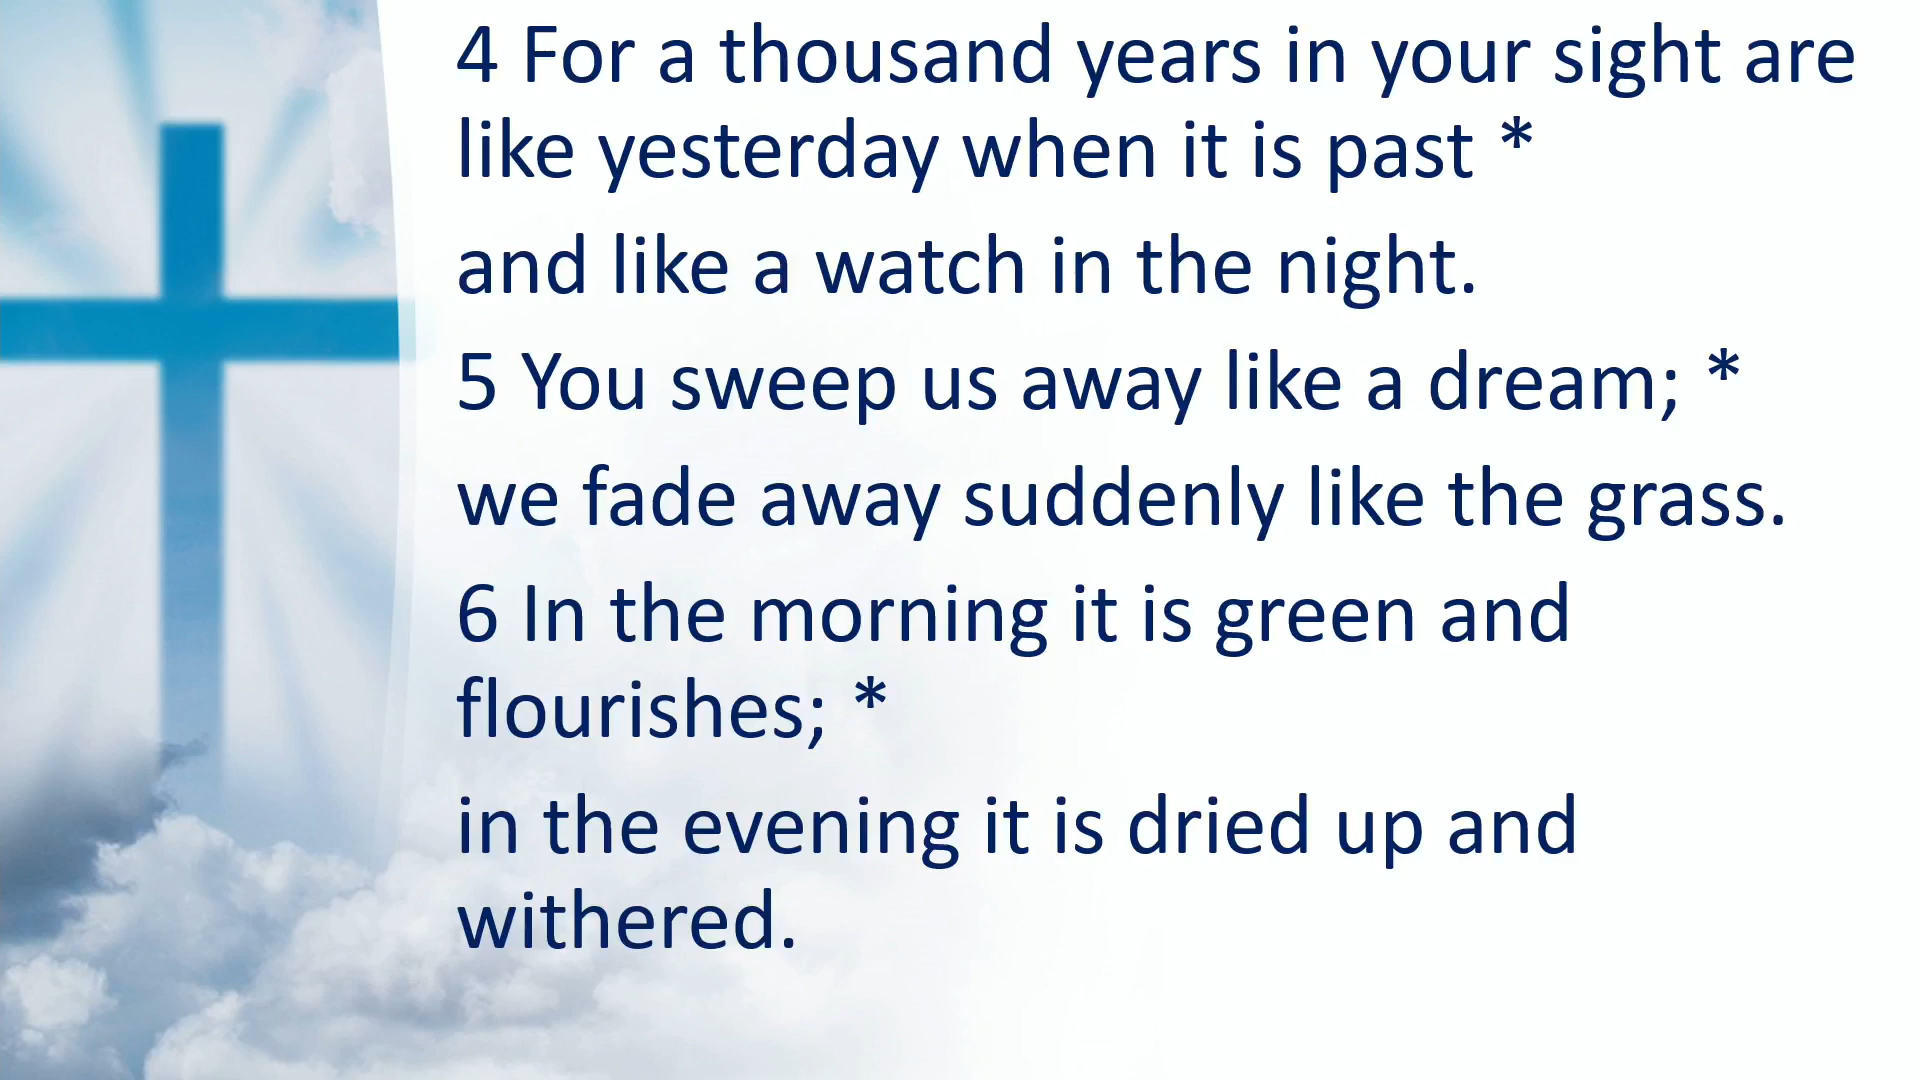 4 For a thousand years in your sight are
like yesterday when it is past *
and like a watch in the night.
5 You sweep us away like a dream; *
we fade away suddenly like the grass.
6 In the morning it is green and
flourishes; *
in the evening it is dried up and
withered.